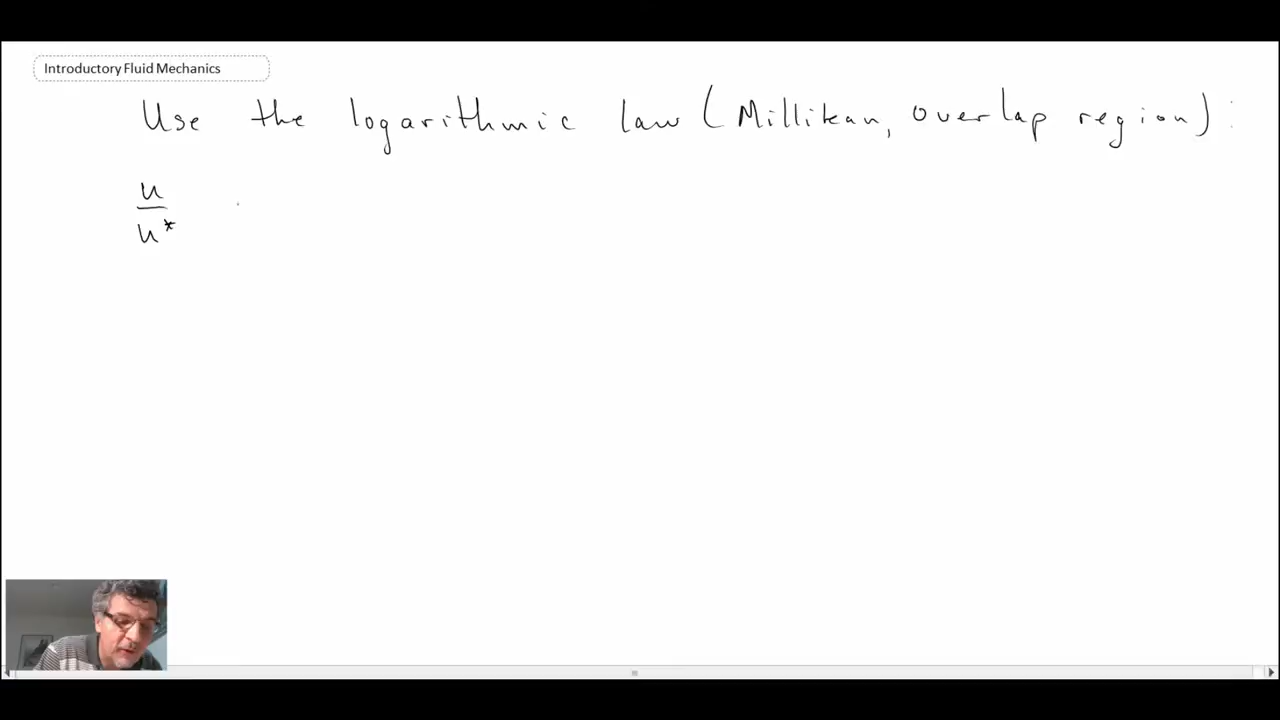 Introductory Fluid Mechanics
Use the logarithmic law (Millikan, overlap region) :
u
u*